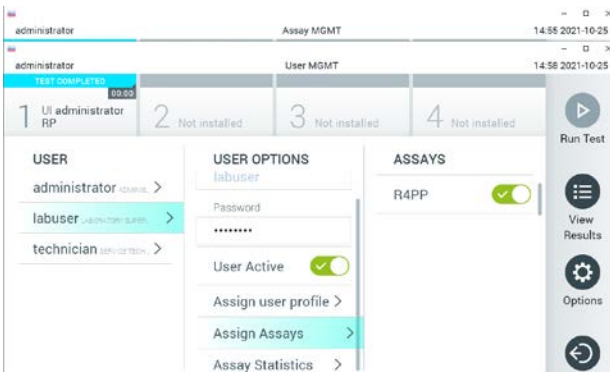 administrator Assay MGMT 14:55 2021-10-25
administrator User MGMT 14:58 2021-10-25
TEST COMPLETED
00:00
1 UI administrator
RP
2 Not installed
3 Not installed
4 Not installed
Run Test
USER
administrator
labuser
technician
USER OPTIONS
labuser
Password
User Active
Assign user profile
Assign Assays
Assay Statistics
ASSAYS
R4PP
View
Results
Options